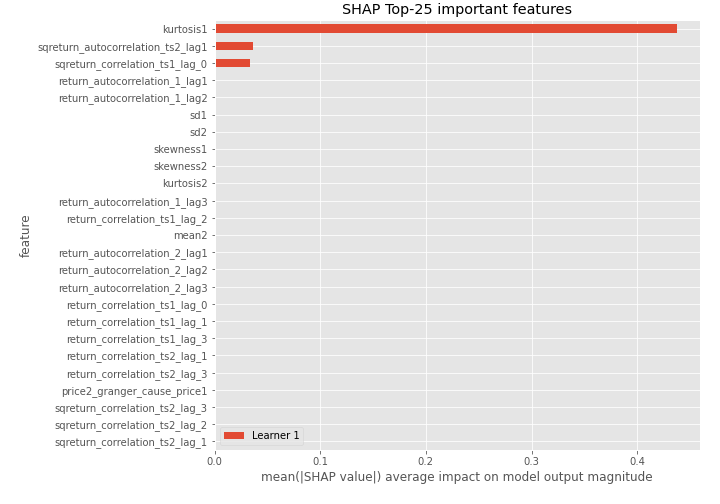 SHAP Top-25 important features
kurtosis1
sqreturn_autocorrelation_ts2_lag1
sqreturn_correlation_ts1_lag_0
return_autocorrelation_1_lag1
return_autocorrelation_1_lag2
sd1
sd2
skewness1
skewness2
kurtosis2
return_autocorrelation_1_lag3
return_correlation_ts1_lag_2
mean2
return_autocorrelation_2_lag1
return_autocorrelation_2_lag2
return_autocorrelation_2_lag3
return_correlation_ts1_lag_0
return_correlation_ts1_lag_1
return_correlation_ts1_lag_3
return_correlation_ts2_lag_1
return_correlation_ts2_lag_3
price2_granger_cause_price1
sqreturn_correlation_ts2_lag_3
sqreturn_correlation_ts2_lag_2
sqreturn_correlation_ts2_lag_1
feature
Learner 1
0.0 0.1 0.2 0.3 0.4
mean(|SHAP value|) average impact on model output magnitude